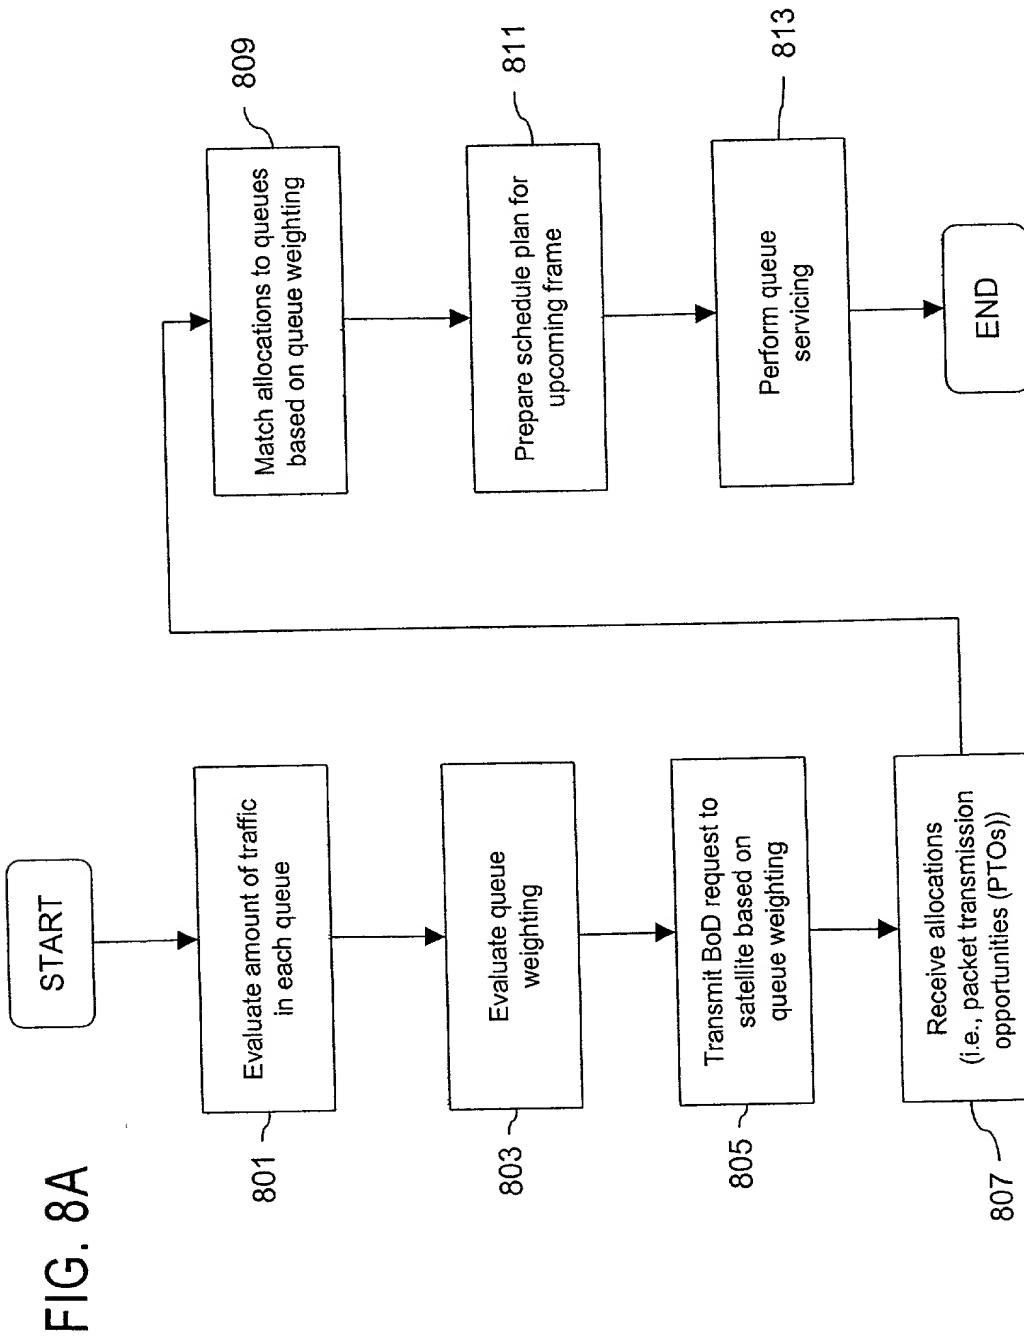 FIG. 8A
START
801
Evaluate amount of traffic
in each queue
803
Evaluate queue
weighting
805
Transmit BoD request to
satellite based on
queue weighting
807
Receive allocations
(i.e., packet transmission
opportunities (PTOs))
809
Match allocations to queues
based on queue weighting
811
Prepare schedule plan for
upcoming frame
813
Perform queue
servicing
END